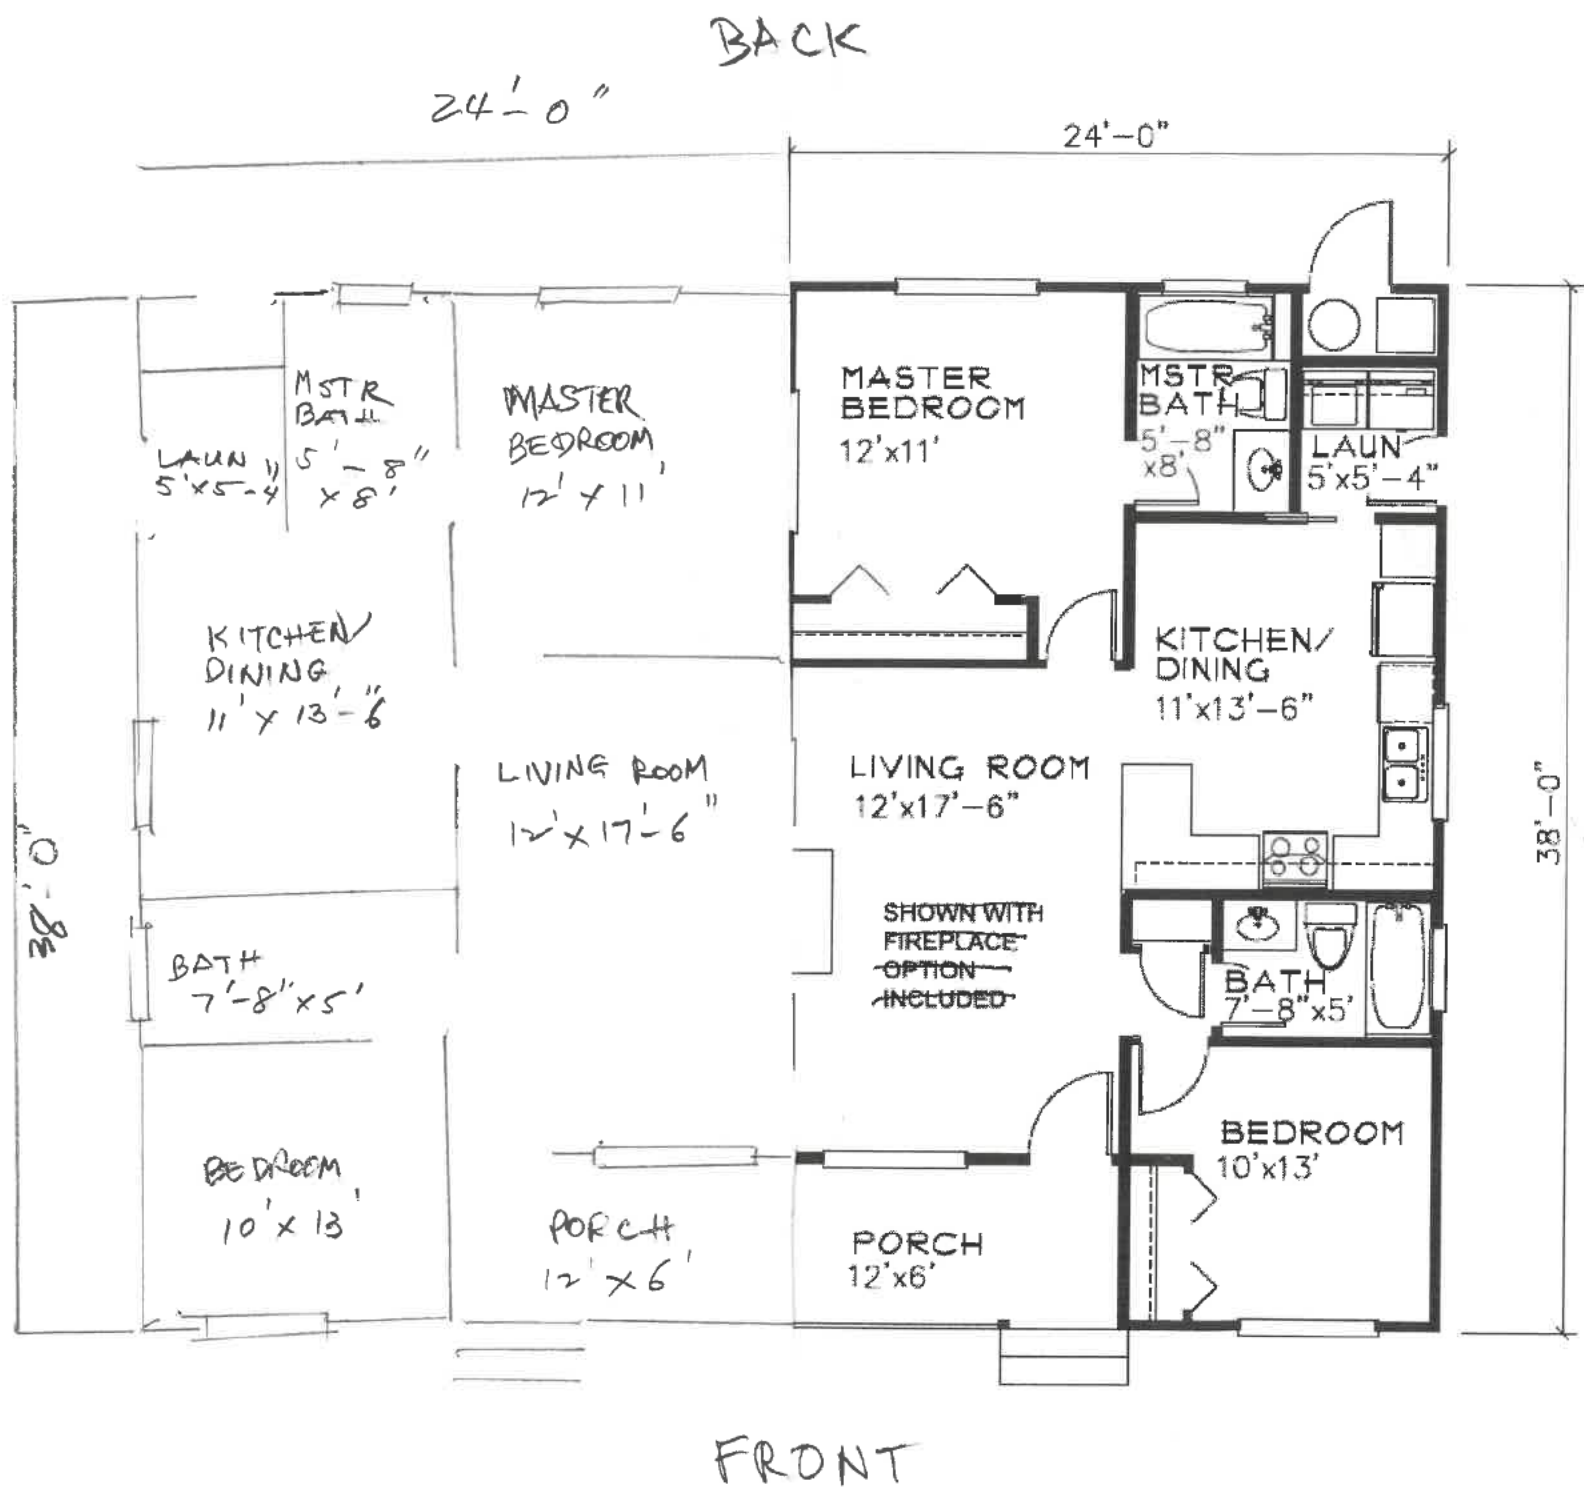 BACK
24'-0"
24'-0"
MSTR
BATH
5'-8"
x8'
LAUN
5'x5-4"
MASTER
BEDROOM
12' x 11'
MASTER
BEDROOM
12'x11'
MSTR
BATH
5'-8"
x8'
LAUN
5'x5'-4"
KITCHEN/
DINING
11' x 13'-6"
KITCHEN/
DINING
11'x13'-6"
LIVING ROOM
12' x 17'-6"
LIVING ROOM
12'x17'-6"
38'-0"
38'-0"
SHOWN WITH
FIREPLACE
OPTION
INCLUDED
BATH
7'-8" x 5'
BATH
7'-8"x5'
BEDROOM
10' x 13'
BEDROOM
10'x13'
PORCH
12' x 6'
PORCH
12'x6'
FRONT